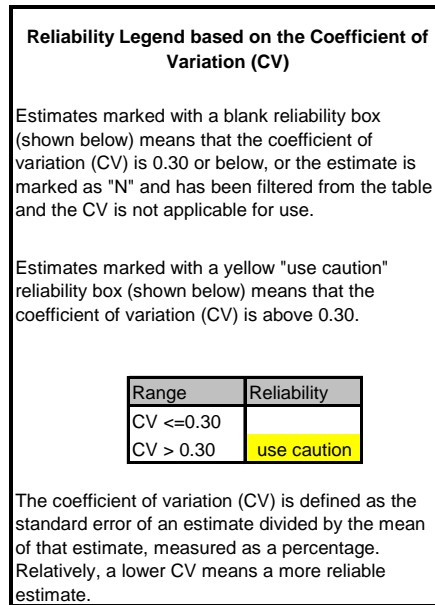 Reliability Legend based on the Coefficient of
Variation (CV)
Estimates marked with a blank reliability box
(shown below) means that the coefficient of
variation (CV) is 0.30 or below, or the estimate is
marked as "N" and has been filtered from the table
and the CV is not applicable for use.
Estimates marked with a yellow "use caution"
reliability box (shown below) means that the
coefficient of variation (CV) is above 0.30.
Range Reliability
CV <=0.30
CV > 0.30 use caution
The coefficient of variation (CV) is defined as the
standard error of an estimate divided by the mean
of that estimate, measured as a percentage.
Relatively, a lower CV means a more reliable
estimate.